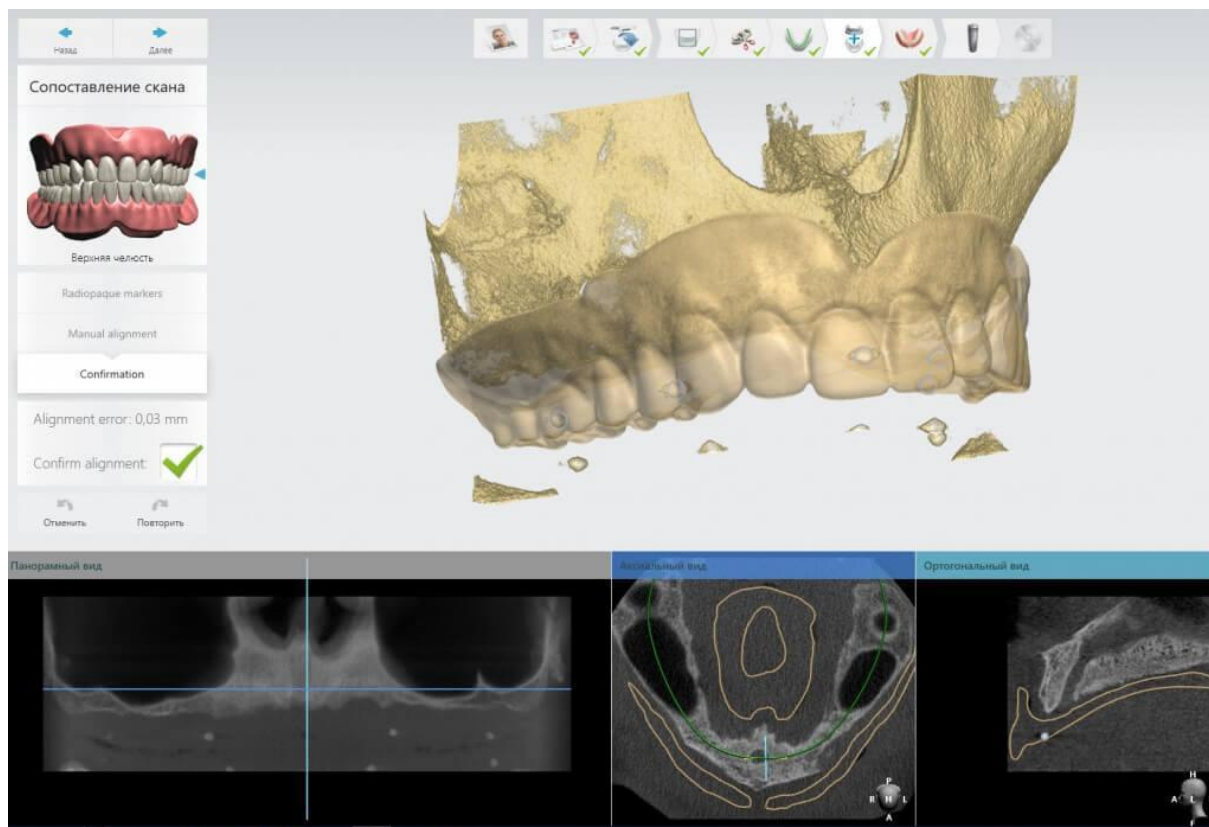 Назад
Далее
Сопоставление скана
Верхняя челюсть
Radiopaque markers
Manual alignment
Confirmation
Alignment error: 0,03 mm
Confirm alignment:
Отменить
Повторить
Панорамный вид
Аксиальный вид
Ортогональный вид
P
R H L
A
H
A L